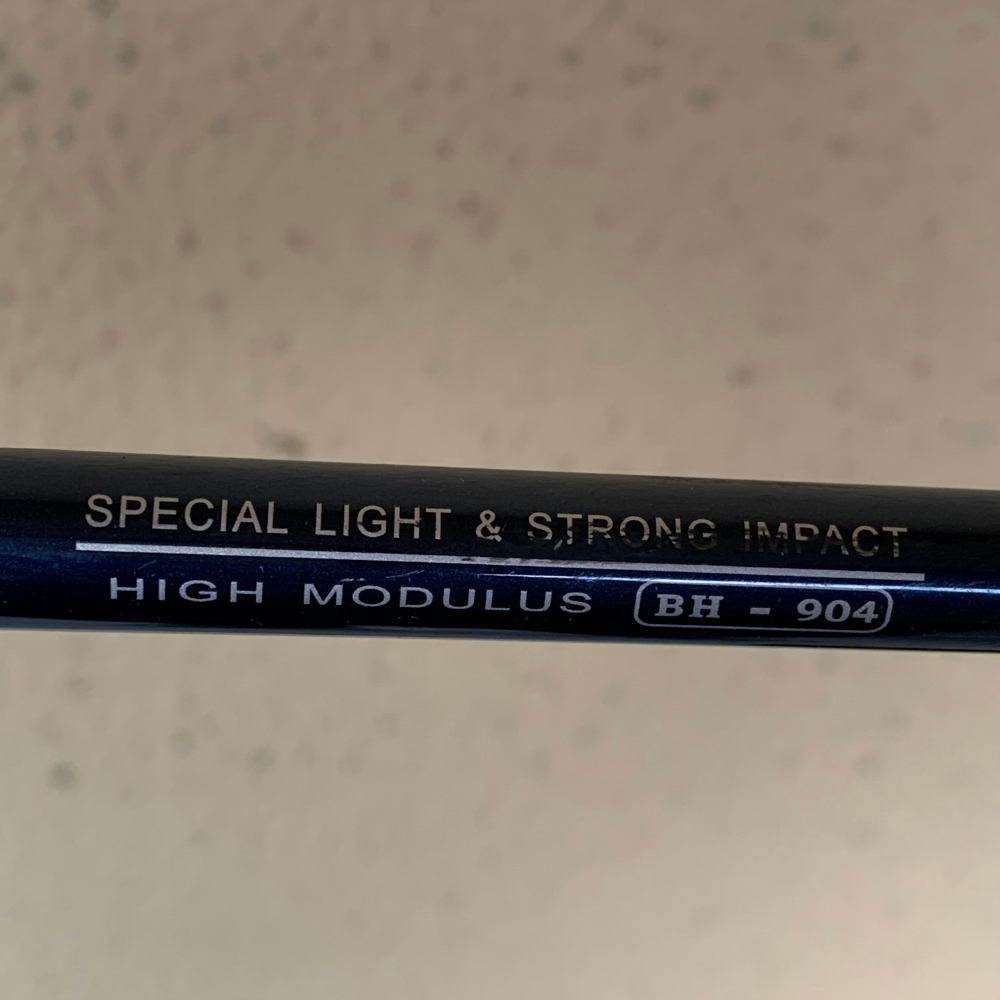 SPECIAL LIGHT & STRONG IMPACT
HIGH MODULUS BH - 904